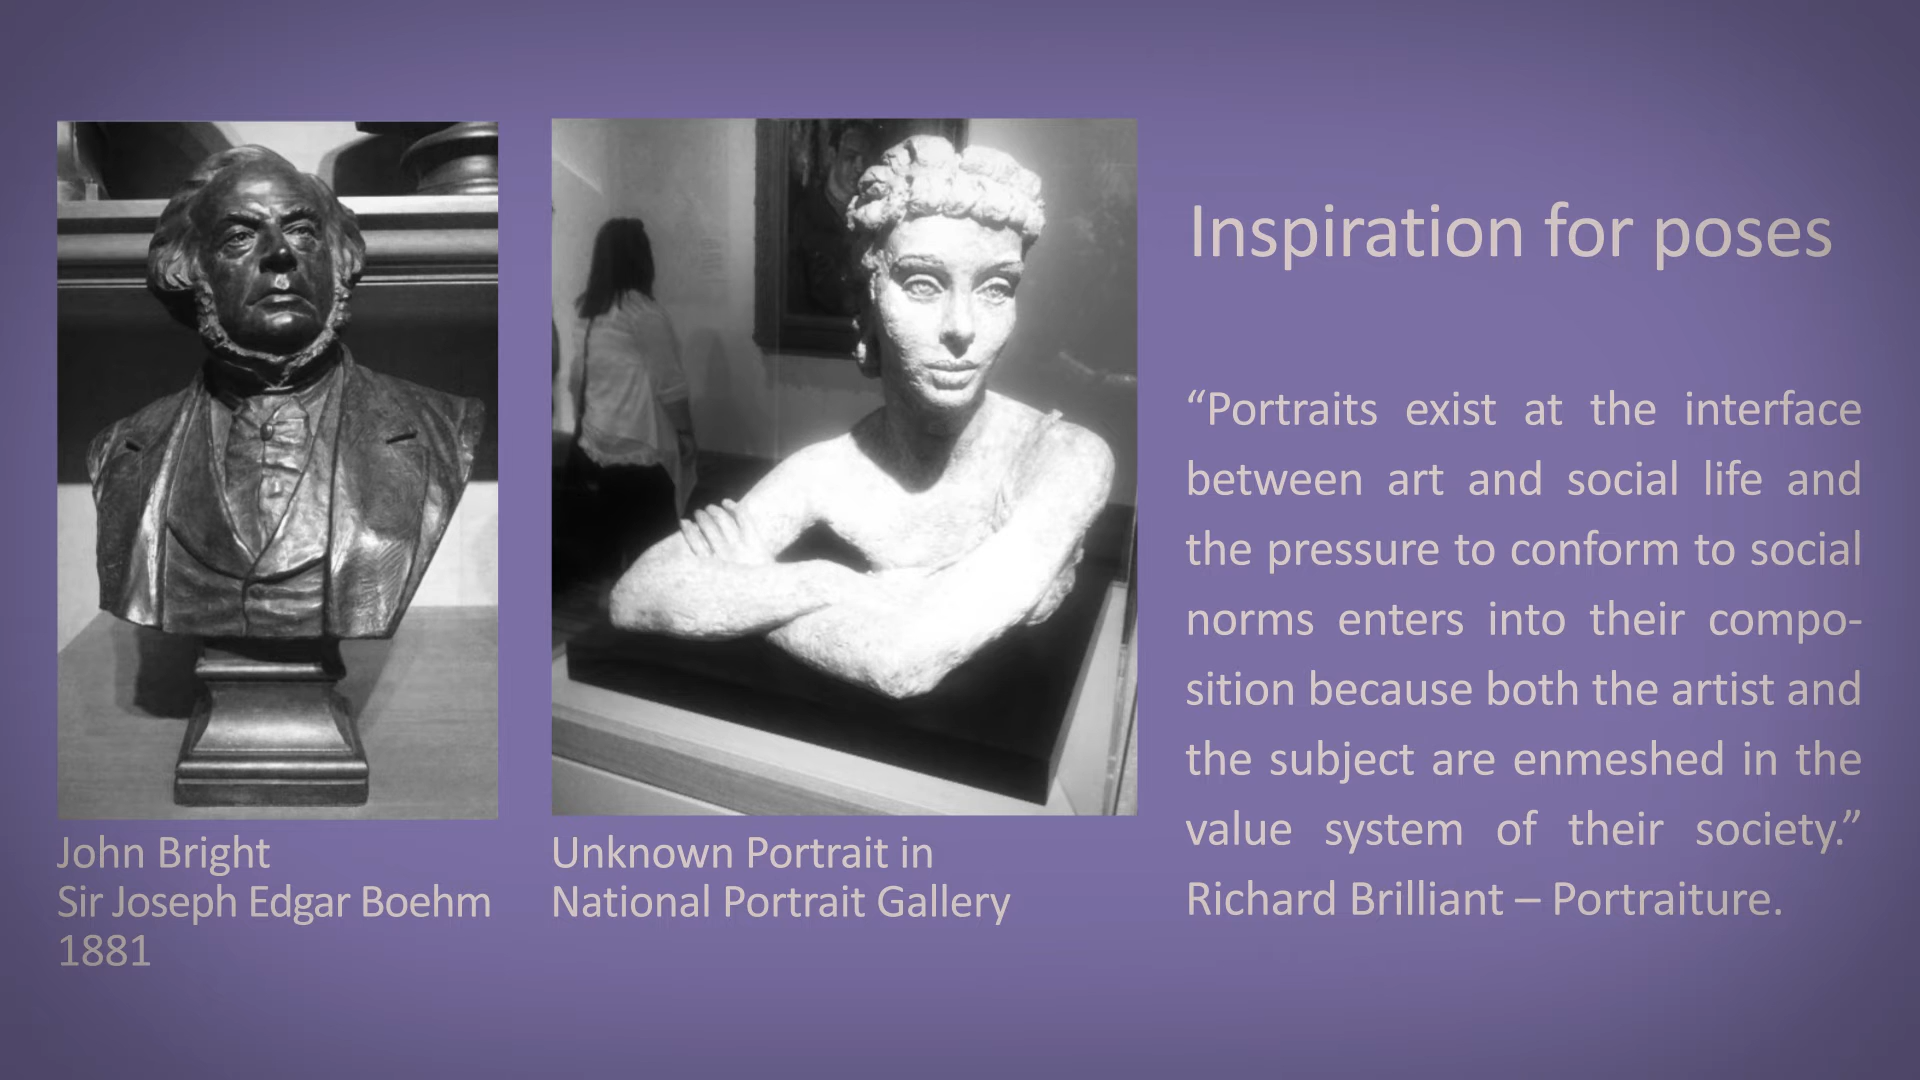 Inspiration for poses
“Portraits exist at the interface
between art and social life and
the pressure to conform to social
norms enters into their compo-
sition because both the artist and
the subject are enmeshed in the
value system of their society.”
Richard Brilliant – Portraiture.
John Bright
Sir Joseph Edgar Boehm
1881
Unknown Portrait in
National Portrait Gallery